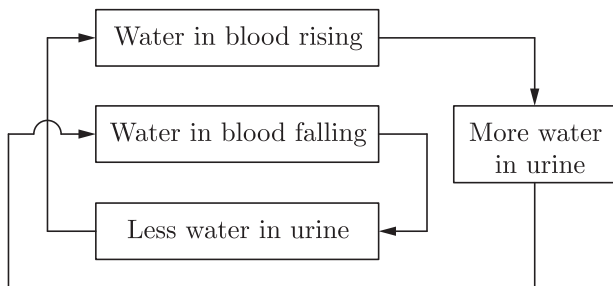 Water in blood rising
Water in blood falling
More water
in urine
Less water in urine